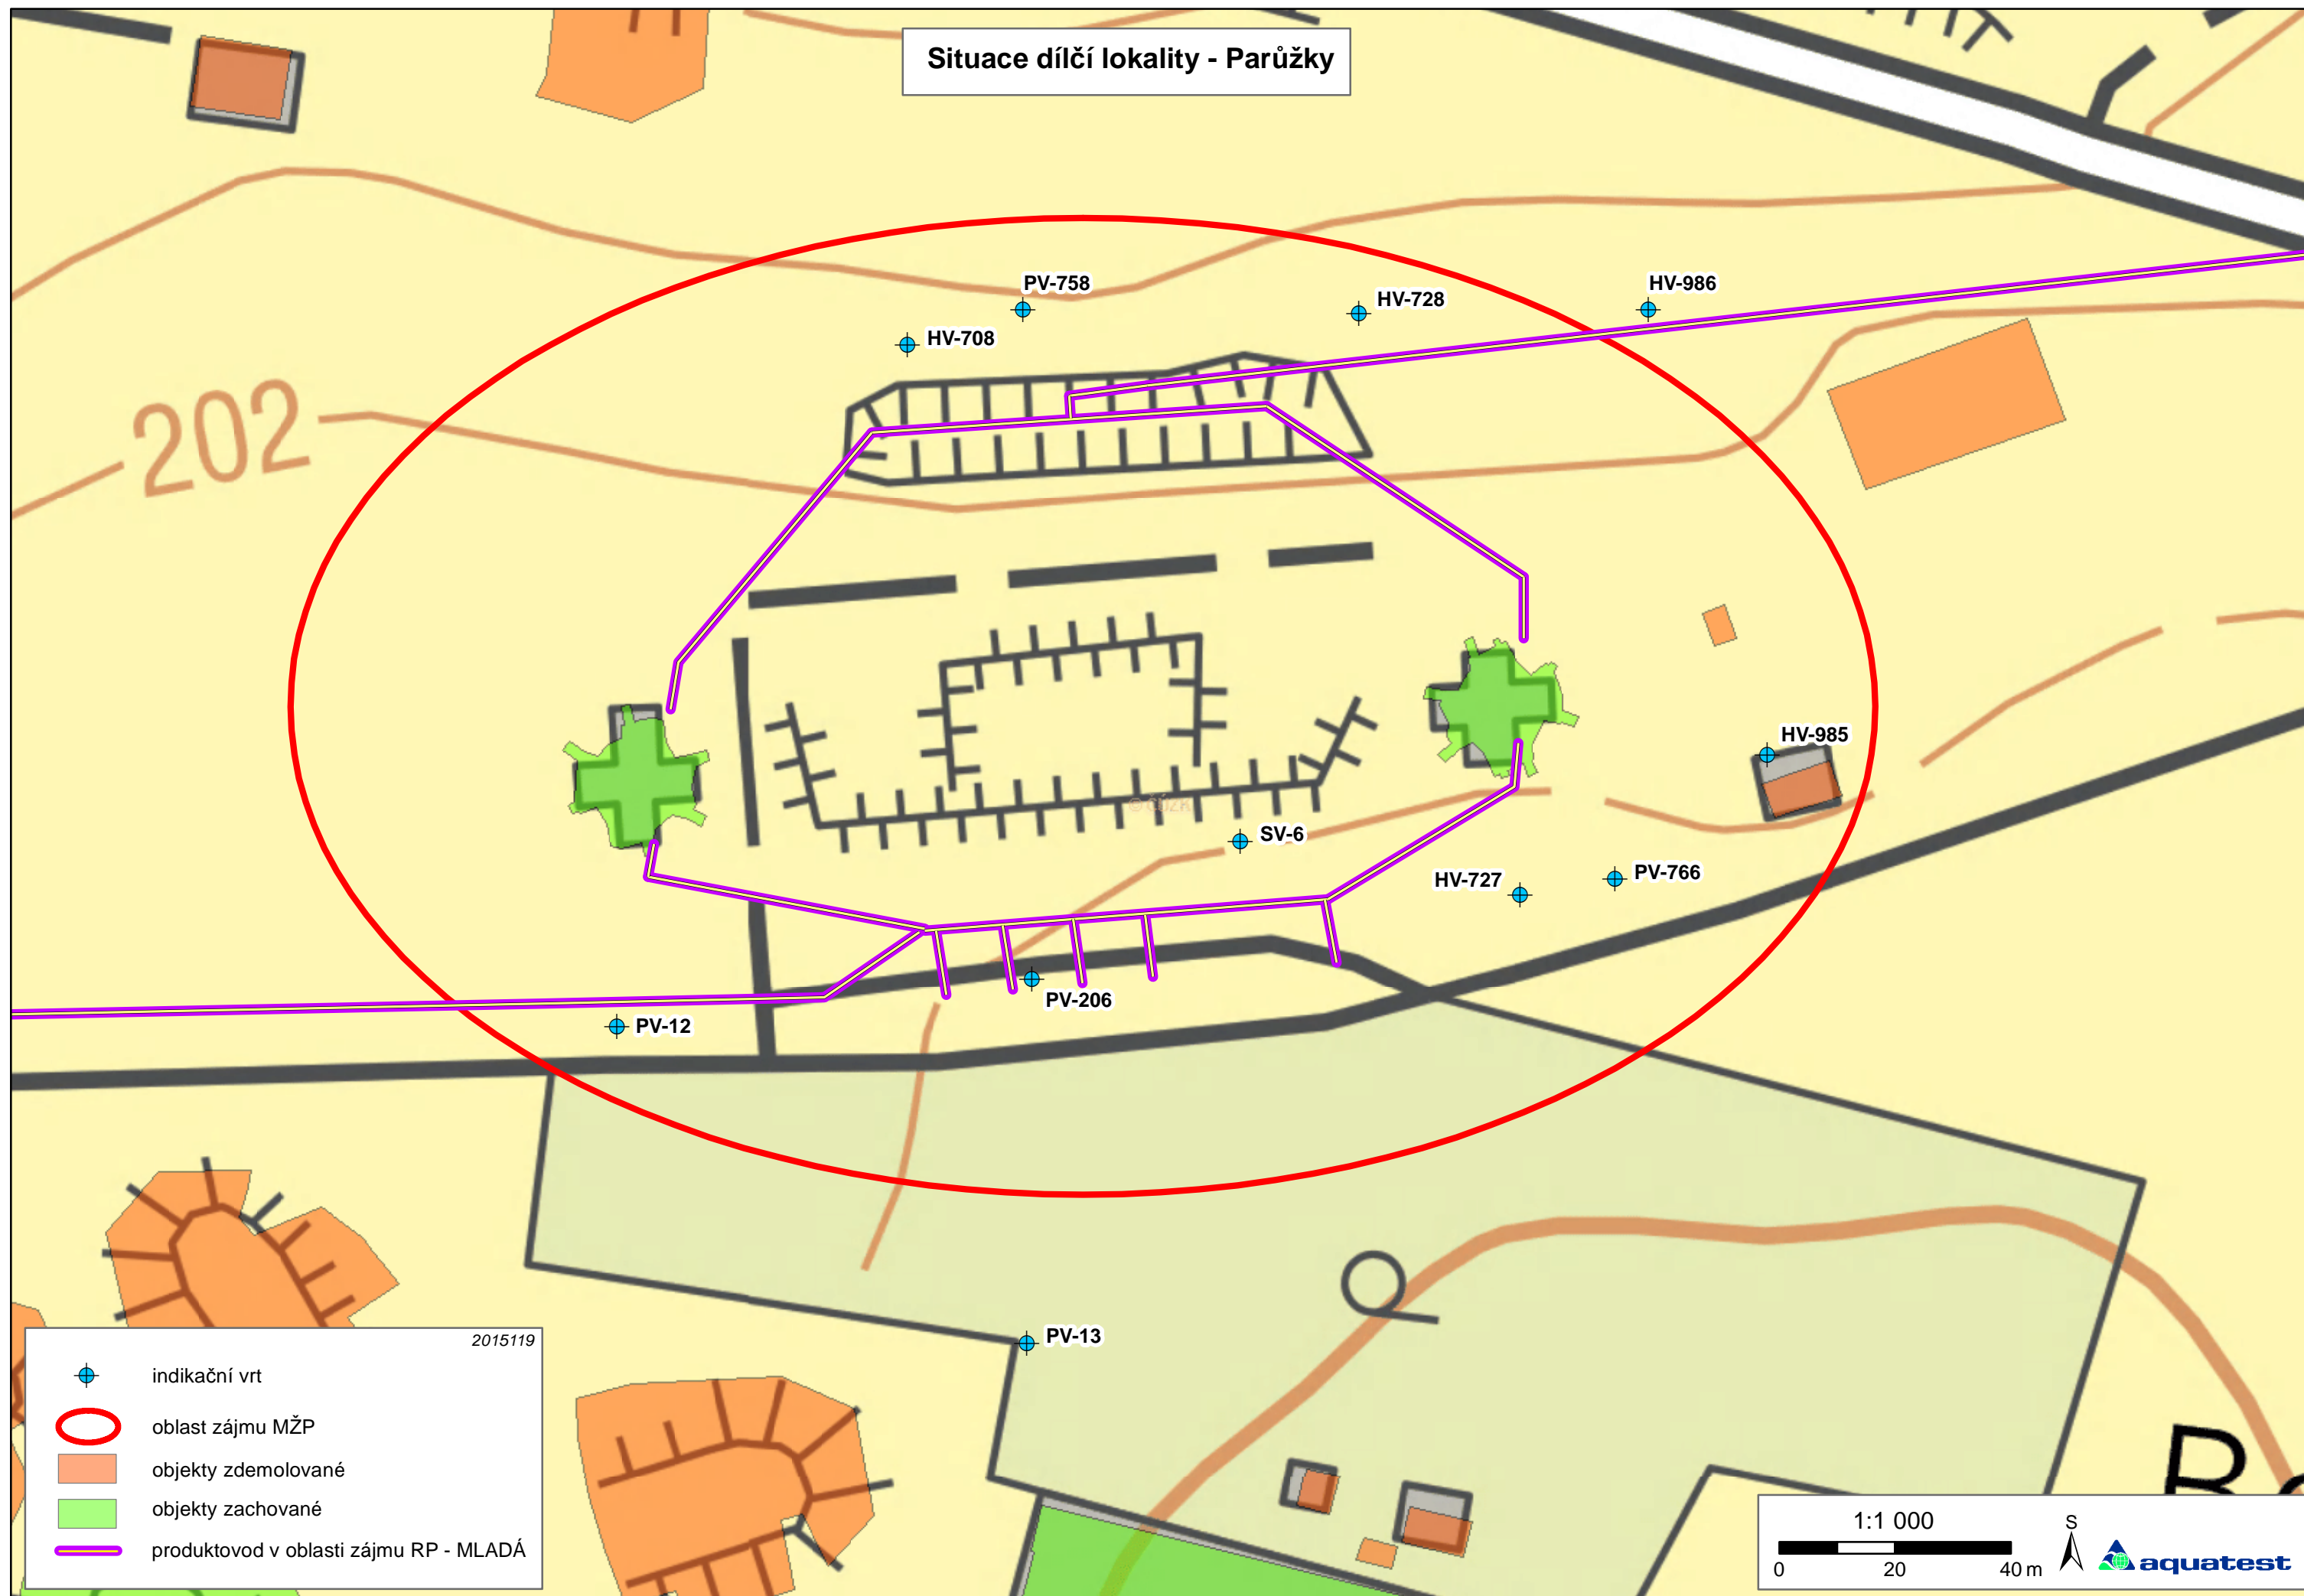 Situace dílčí lokality - Parůžky
PV-758
HV-728
HV-986
HV-708
202
HV-985
© ČÚZK
SV-6
HV-727
PV-766
PV-206
PV-12
PV-13
2015119
indikační vrt
oblast zájmu MŽP
objekty zdemolované
objekty zachované
produktovod v oblasti zájmu RP - MLADÁ
1:1 000
S
0 20 40 m
aquatest